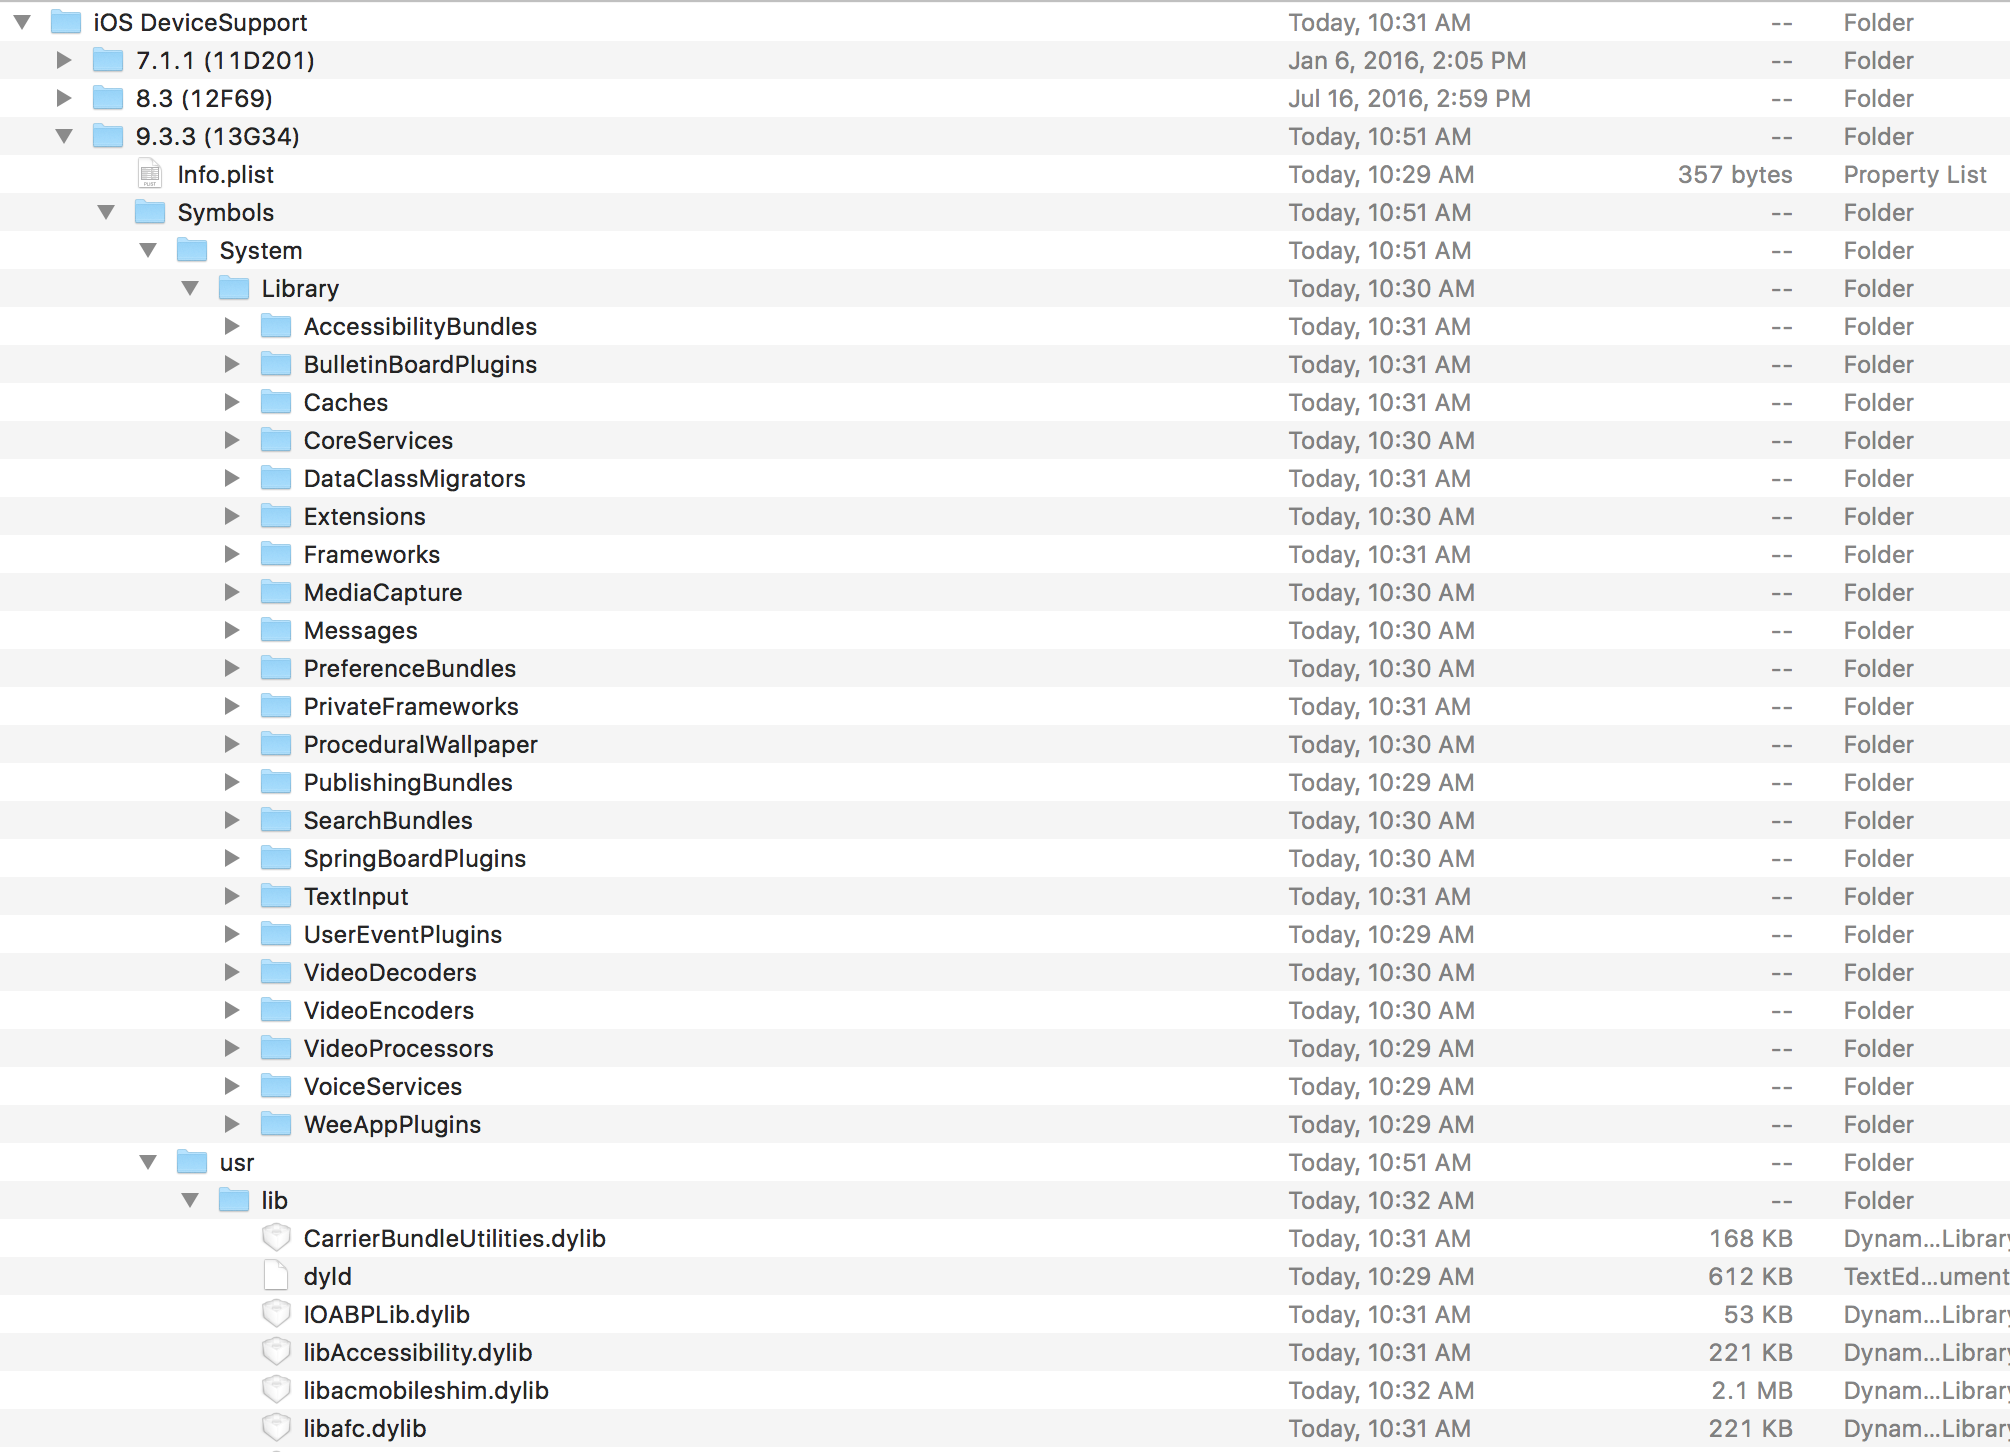 iOS DeviceSupport Today, 10:31 AM -- Folder
7.1.1 (11D201) Jan 6, 2016, 2:05 PM -- Folder
8.3 (12F69) Jul 16, 2016, 2:59 PM -- Folder
9.3.3 (13G34) Today, 10:51 AM -- Folder
Info.plist Today, 10:29 AM 357 bytes Property List
Symbols Today, 10:51 AM -- Folder
System Today, 10:51 AM -- Folder
Library Today, 10:30 AM -- Folder
AccessibilityBundles Today, 10:31 AM -- Folder
BulletinBoardPlugins Today, 10:31 AM -- Folder
Caches Today, 10:31 AM -- Folder
CoreServices Today, 10:30 AM -- Folder
DataClassMigrators Today, 10:31 AM -- Folder
Extensions Today, 10:30 AM -- Folder
Frameworks Today, 10:31 AM -- Folder
MediaCapture Today, 10:30 AM -- Folder
Messages Today, 10:30 AM -- Folder
PreferenceBundles Today, 10:30 AM -- Folder
PrivateFrameworks Today, 10:31 AM -- Folder
ProceduralWallpaper Today, 10:30 AM -- Folder
PublishingBundles Today, 10:29 AM -- Folder
SearchBundles Today, 10:30 AM -- Folder
SpringBoardPlugins Today, 10:30 AM -- Folder
TextInput Today, 10:31 AM -- Folder
UserEventPlugins Today, 10:29 AM -- Folder
VideoDecoders Today, 10:30 AM -- Folder
VideoEncoders Today, 10:30 AM -- Folder
VideoProcessors Today, 10:29 AM -- Folder
VoiceServices Today, 10:29 AM -- Folder
WeeAppPlugins Today, 10:29 AM -- Folder
usr Today, 10:51 AM -- Folder
lib Today, 10:32 AM -- Folder
CarrierBundleUtilities.dylib Today, 10:31 AM 168 KB Dynam...Library
dyld Today, 10:29 AM 612 KB TextEd...ument
IOABPLib.dylib Today, 10:31 AM 53 KB Dynam...Library
libAccessibility.dylib Today, 10:31 AM 221 KB Dynam...Library
libacmobileshim.dylib Today, 10:32 AM 2.1 MB Dynam...Library
libafc.dylib Today, 10:31 AM 221 KB Dynam...Library